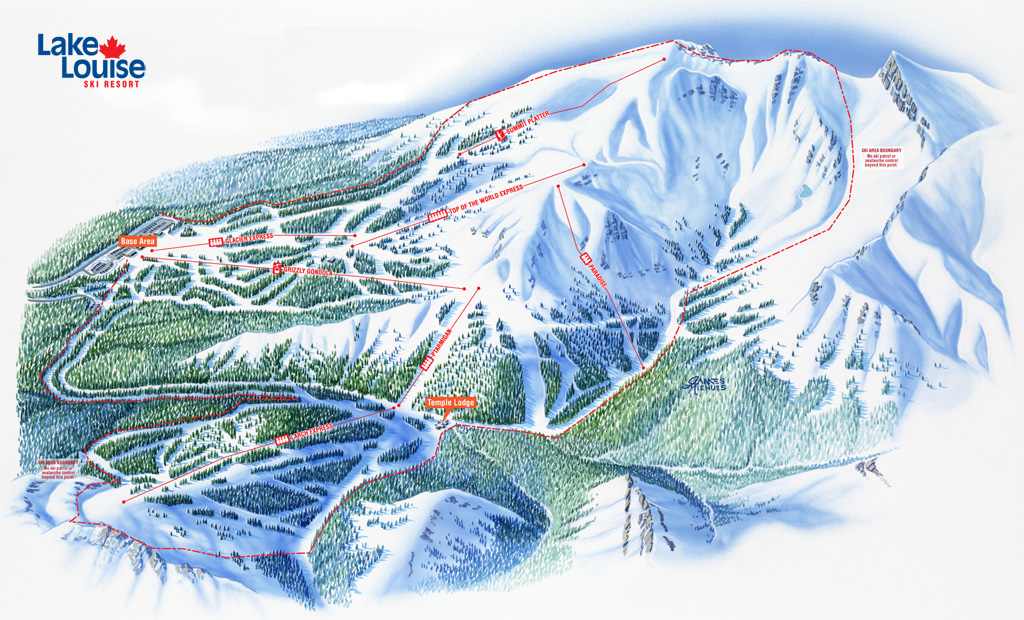 Lake
Louise
SKI RESORT
SUMMIT PLATTER
SKI AREA BOUNDARY
No ski patrol or
avalanche control
beyond this point.
TOP OF THE WORLD EXPRESS
Base Area
GLACIER EXPRESS
GRIZZLY GONDOLA
PARADISE
PTARMIGAN
JAMES
NIEHUES
Temple Lodge
LARCH EXPRESS
SKI AREA BOUNDARY
No ski patrol or
avalanche control
beyond this point.